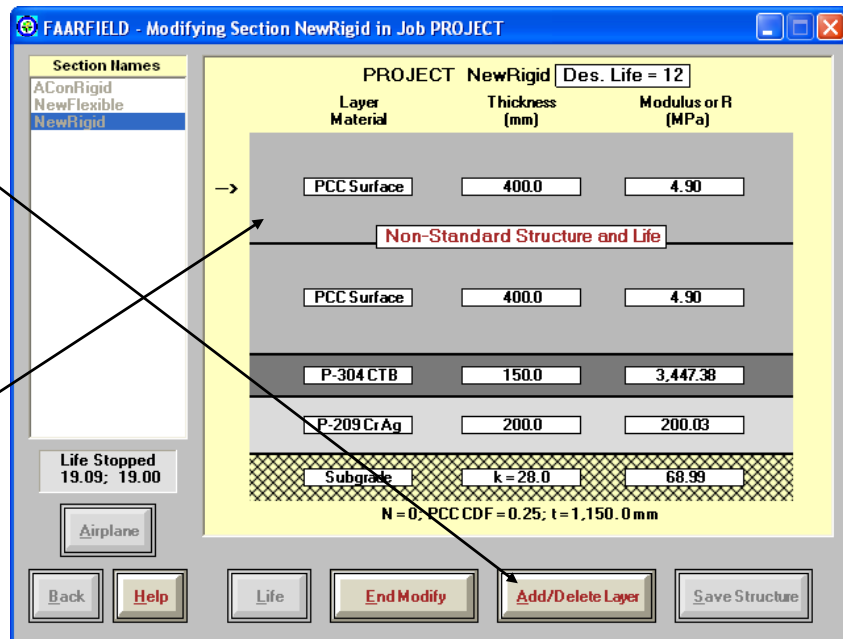 FAARFIELD - Modifying Section NewRigid in Job PROJECT
Section Names
AConRigid
NewFlexible
NewRigid
PROJECT NewRigid Des. Life = 12
Layer Material Thickness (mm) Modulus or R (MPa)
--> PCC Surface 400.0 4.90
Non-Standard Structure and Life
PCC Surface 400.0 4.90
P-304 CTB 150.0 3,447.38
P-209 CrAg 200.0 200.03
Subgrade k = 28.0 68.99
N = 0; PCC CDF = 0.25; t = 1,150.0 mm
Life Stopped
19.09; 19.00
Airplane
Back Help Life End Modify Add/Delete Layer Save Structure